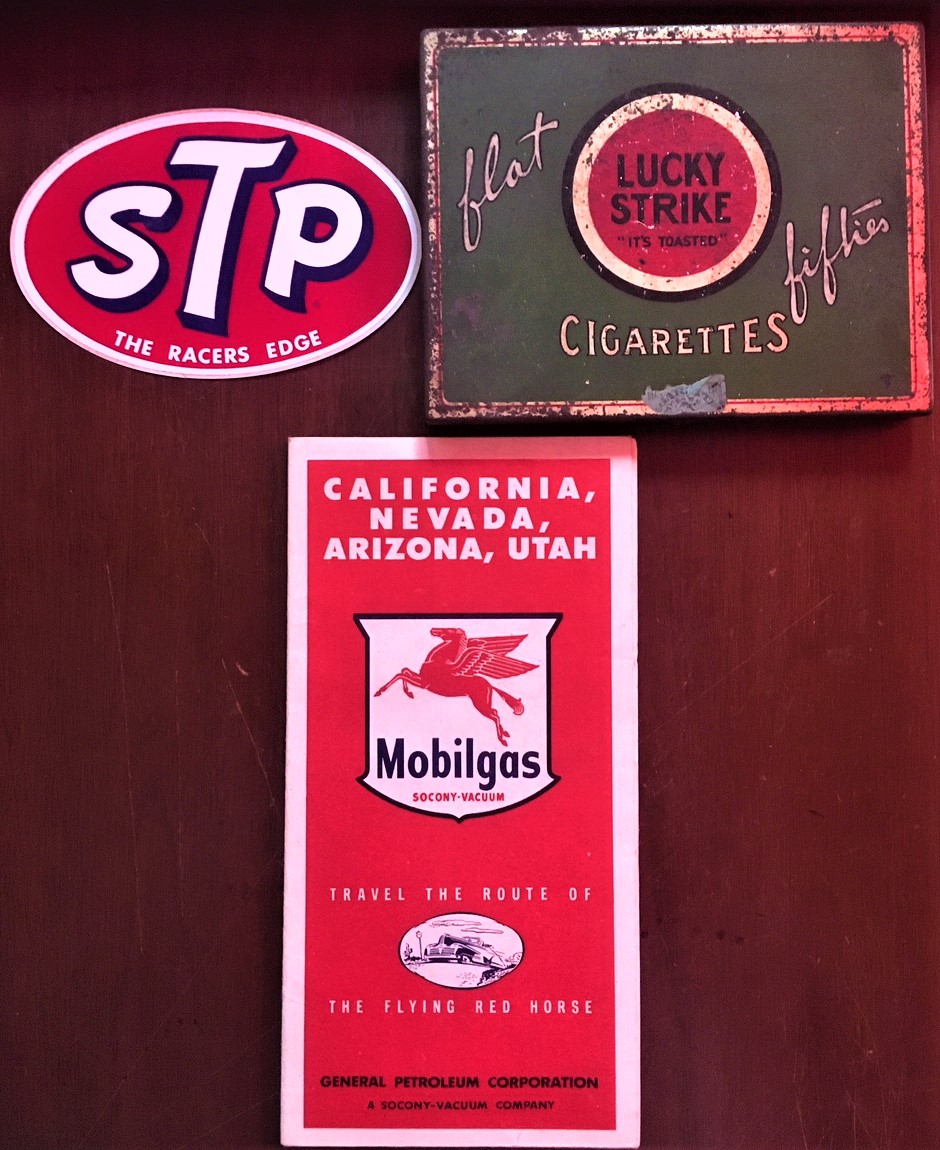 STP
THE RACERS EDGE
flat
LUCKY
STRIKE
"IT'S TOASTED"
fifties
CIGARETTES
CALIFORNIA,
NEVADA,
ARIZONA, UTAH
Mobilgas
SOCONY-VACUUM
TRAVEL THE ROUTE OF
THE FLYING RED HORSE
GENERAL PETROLEUM CORPORATION
A SOCONY-VACUUM COMPANY